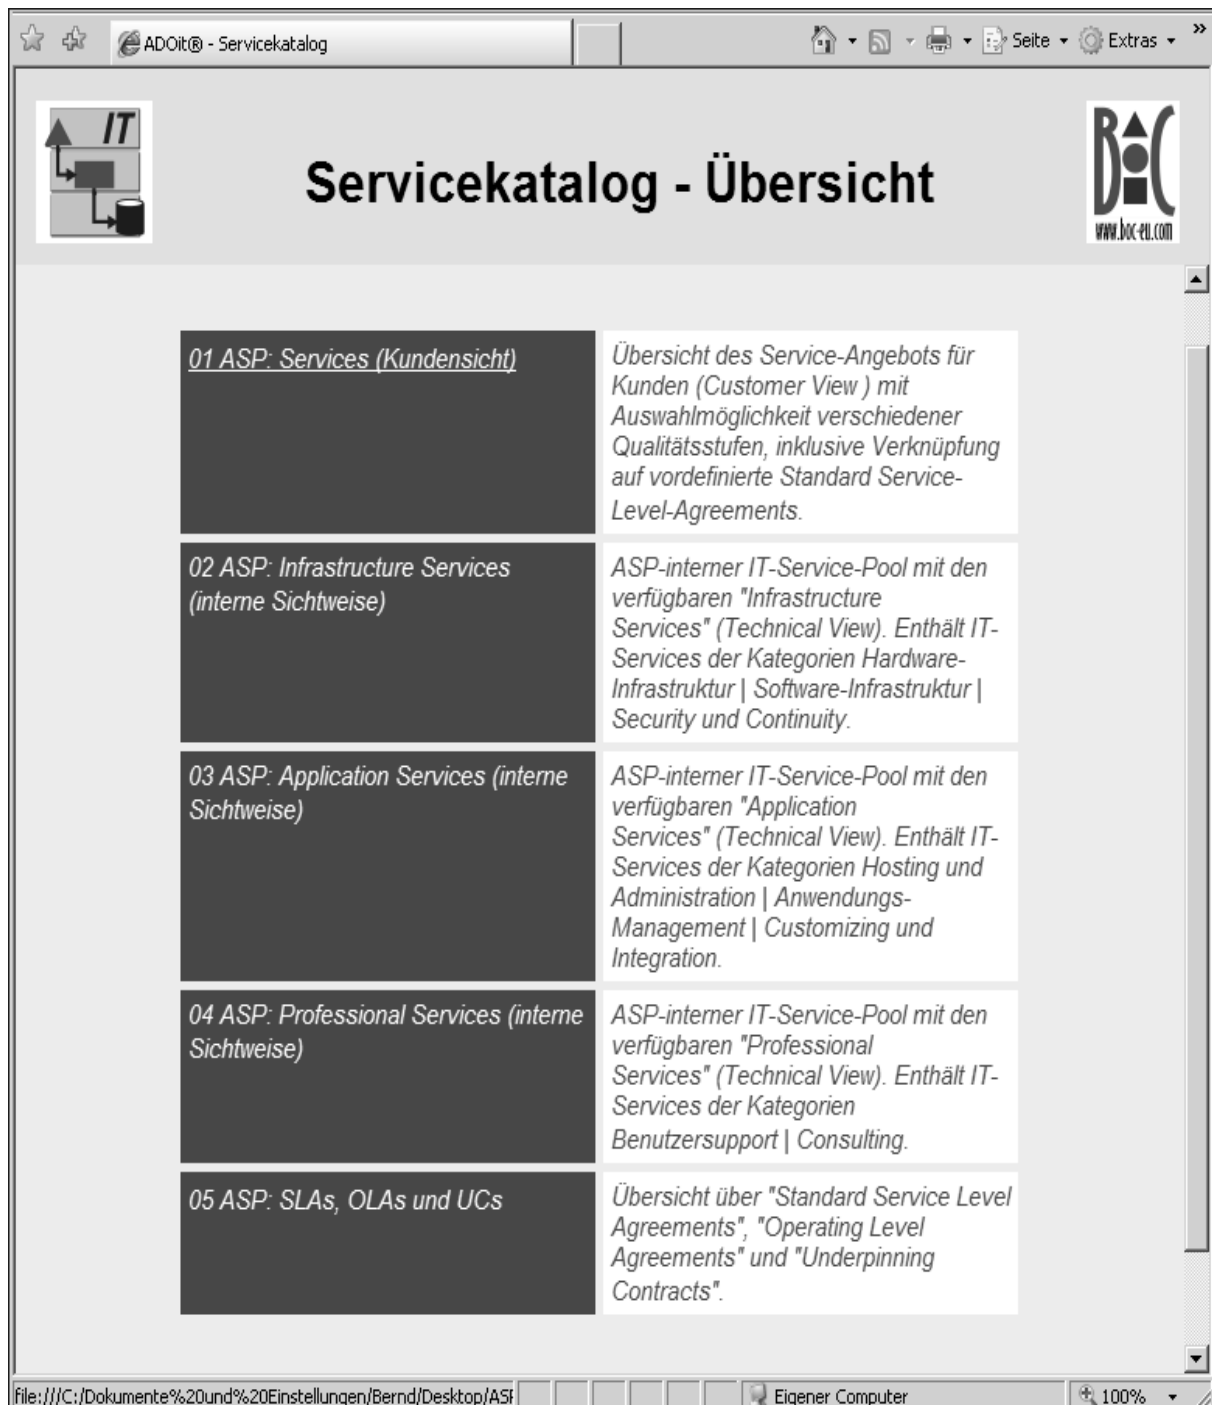 ADOit® - Servicekatalog
Seite
Extras
»
IT
Servicekatalog - Übersicht
BOC
www.boc-eu.com
01 ASP: Services (Kundensicht)
Übersicht des Service-Angebots für
Kunden (Customer View ) mit
Auswahlmöglichkeit verschiedener
Qualitätsstufen, inklusive Verknüpfung
auf vordefinierte Standard Service-
Level-Agreements.
02 ASP: Infrastructure Services
(interne Sichtweise)
ASP-interner IT-Service-Pool mit den
verfügbaren "Infrastructure
Services" (Technical View). Enthält IT-
Services der Kategorien Hardware-
Infrastruktur | Software-Infrastruktur |
Security und Continuity.
03 ASP: Application Services (interne
Sichtweise)
ASP-interner IT-Service-Pool mit den
verfügbaren "Application
Services" (Technical View). Enthält IT-
Services der Kategorien Hosting und
Administration | Anwendungs-
Management | Customizing und
Integration.
04 ASP: Professional Services (interne
Sichtweise)
ASP-interner IT-Service-Pool mit den
verfügbaren "Professional
Services" (Technical View). Enthält IT-
Services der Kategorien
Benutzersupport | Consulting.
05 ASP: SLAs, OLAs und UCs
Übersicht über "Standard Service Level
Agreements", "Operating Level
Agreements" und "Underpinning
Contracts".
file:///C:/Dokumente%20und%20Einstellungen/Bernd/Desktop/ASP
Eigener Computer
100%